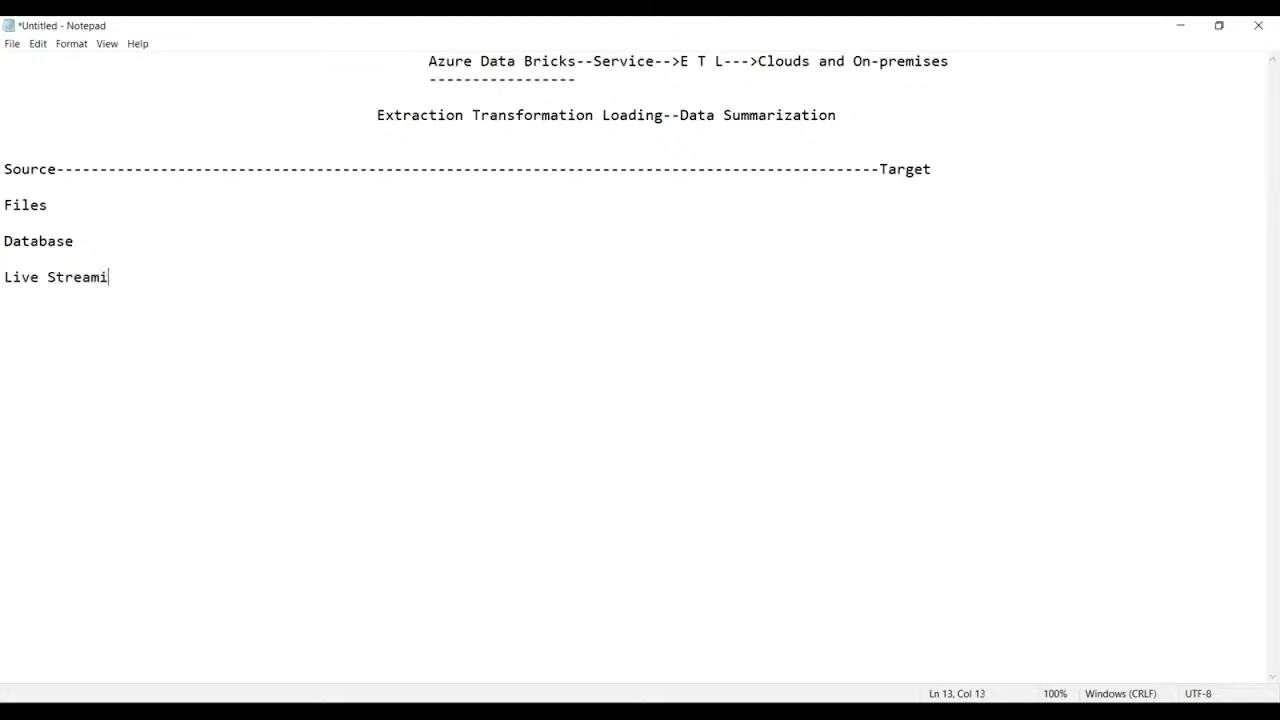 *Untitled - Notepad
File Edit Format View Help
Azure Data Bricks--Service-->E T L--->Clouds and On-premises
-----------------
Extraction Transformation Loading--Data Summarization
Source-----------------------------------------------------------------------------------------------Target
Files
Database
Live Streami
Ln 13, Col 13 100% Windows (CRLF) UTF-8